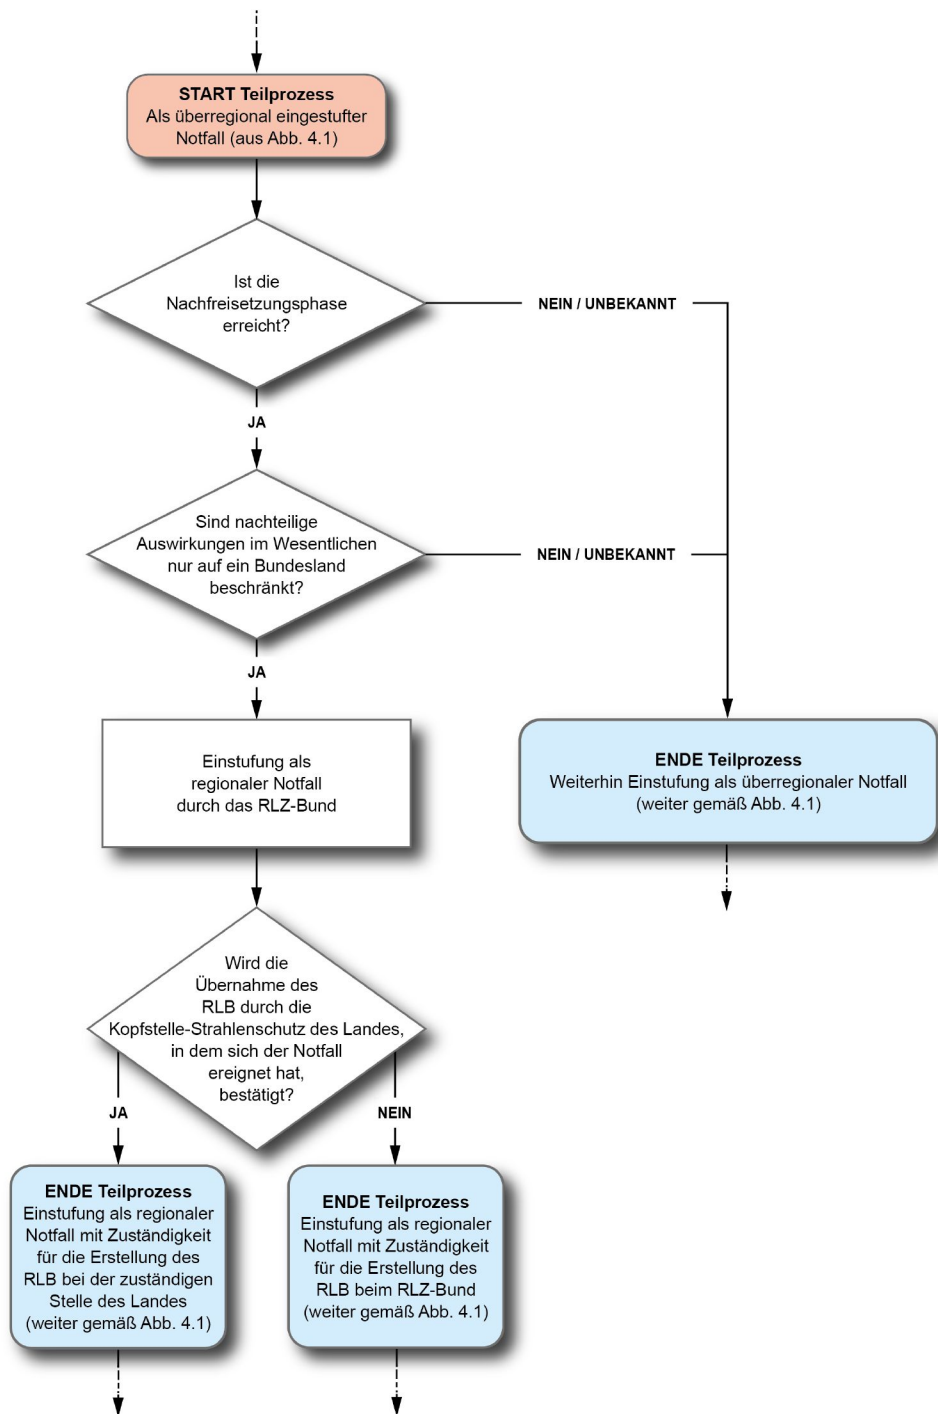 START Teilprozess
Als überregional eingestufter
Notfall (aus Abb. 4.1)
Ist die
Nachfreisetzungsphase
erreicht?
NEIN / UNBEKANNT
JA
Sind nachteilige
Auswirkungen im Wesentlichen
nur auf ein Bundesland
beschränkt?
NEIN / UNBEKANNT
JA
Einstufung als
regionaler Notfall
durch das RLZ-Bund
ENDE Teilprozess
Weiterhin Einstufung als überregionaler Notfall
(weiter gemäß Abb. 4.1)
Wird die
Übernahme des
RLB durch die
Kopfstelle-Strahlenschutz des Landes,
in dem sich der Notfall
ereignet hat,
bestätigt?
JA
NEIN
ENDE Teilprozess
Einstufung als regionaler
Notfall mit Zuständigkeit
für die Erstellung des
RLB bei der zuständigen
Stelle des Landes
(weiter gemäß Abb. 4.1)
ENDE Teilprozess
Einstufung als regionaler
Notfall mit Zuständigkeit
für die Erstellung des
RLB beim RLZ-Bund
(weiter gemäß Abb. 4.1)